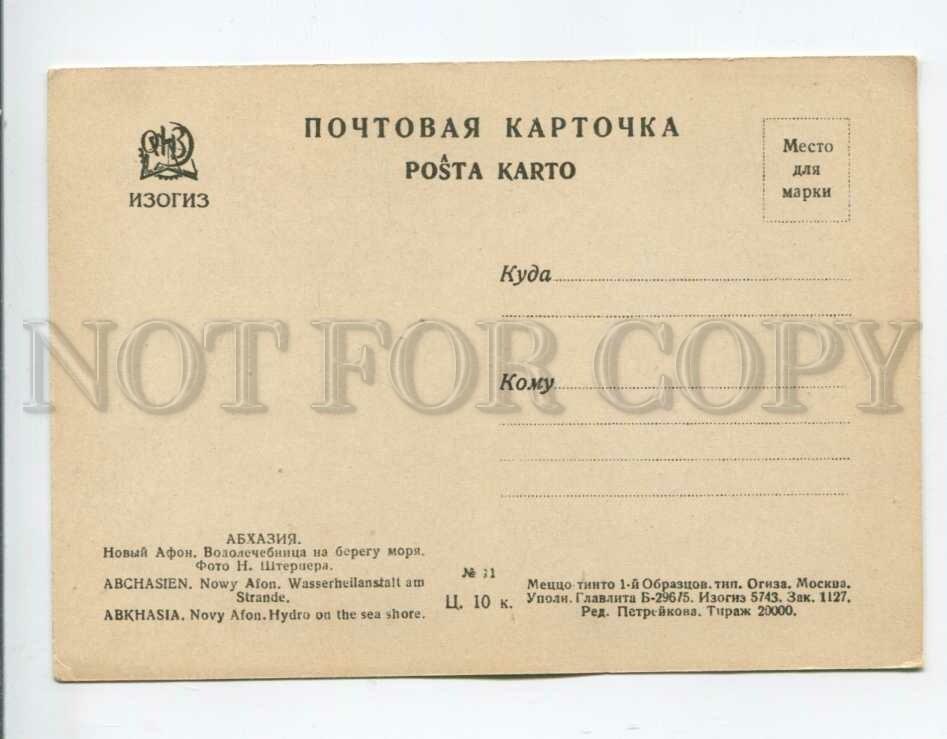 ИЗОГИЗ
ПОЧТОВАЯ КАРТОЧКА
POŜTA KARTO
Место
для
марки
Куда
Кому
NOT FOR COPY
АБХАЗИЯ.
Новый Афон. Водолечебница на берегу моря.
Фото Н. Штернера.
ABCHASIEN. Nowy Afon. Wasserheilanstalt am
Strande.
ABKHASIA. Novy Afon. Hydro on the sea shore.
№
Ц. 10 к.
Меццо-тинто 1-й Образцов. тип. Огиза. Москва.
Уполн. Главлита Б-29675. Изогиз 5743. Зак. 1127.
Ред. Петрейкова. Тираж 20000.